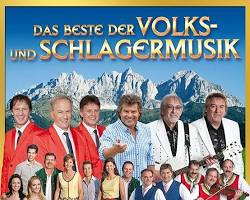 DAS BESTE DER VOLKS-
UND SCHLAGERMUSIK